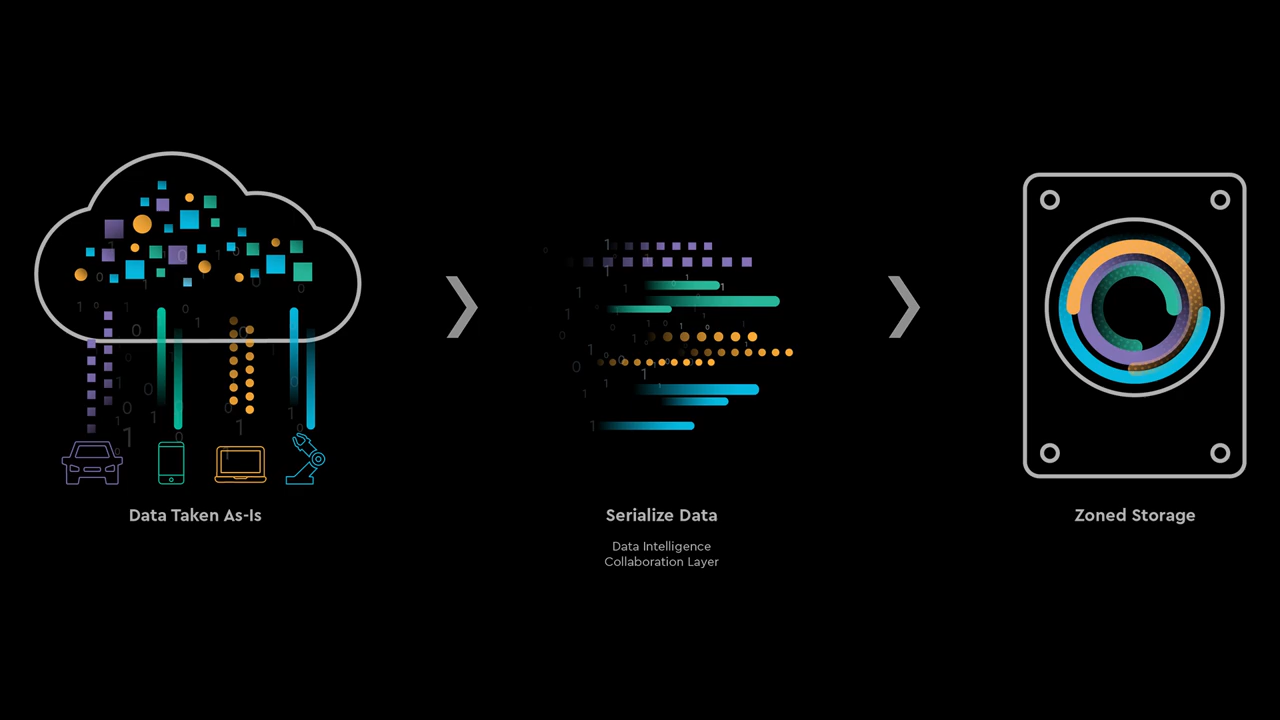 Data Taken As-Is
Serialize Data
Data Intelligence
Collaboration Layer
Zoned Storage